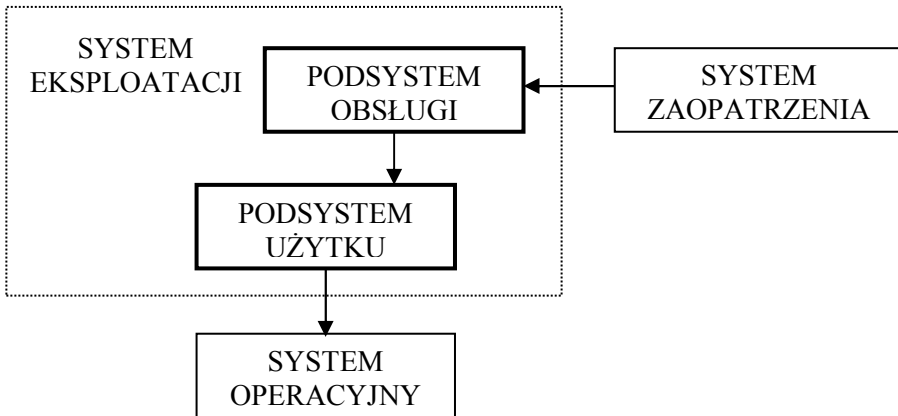 SYSTEM
EKSPLOATACJI
PODSYSTEM
OBSŁUGI
SYSTEM
ZAOPATRZENIA
PODSYSTEM
UŻYTKU
SYSTEM
OPERACYJNY